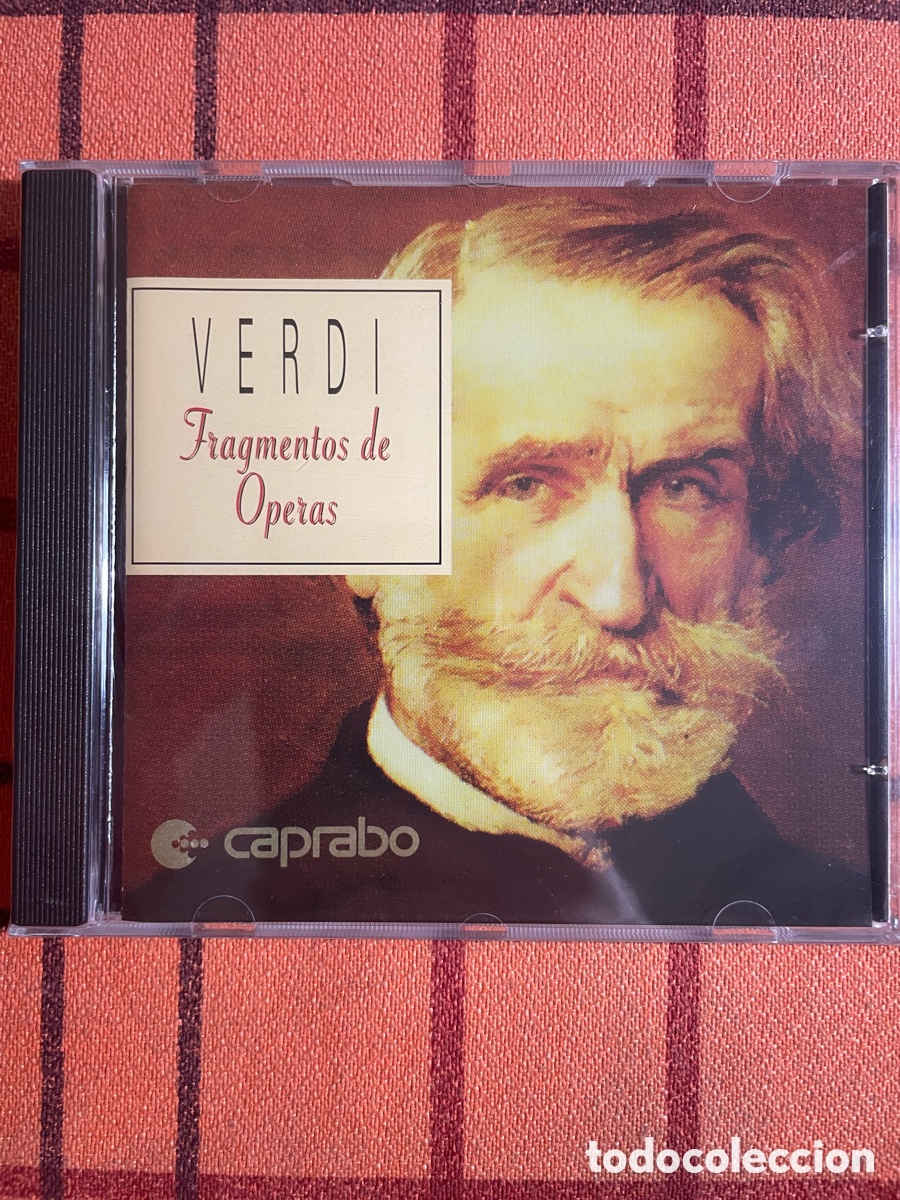 VERDI
Fragmentos de
Operas
caprabo
todocoleccion